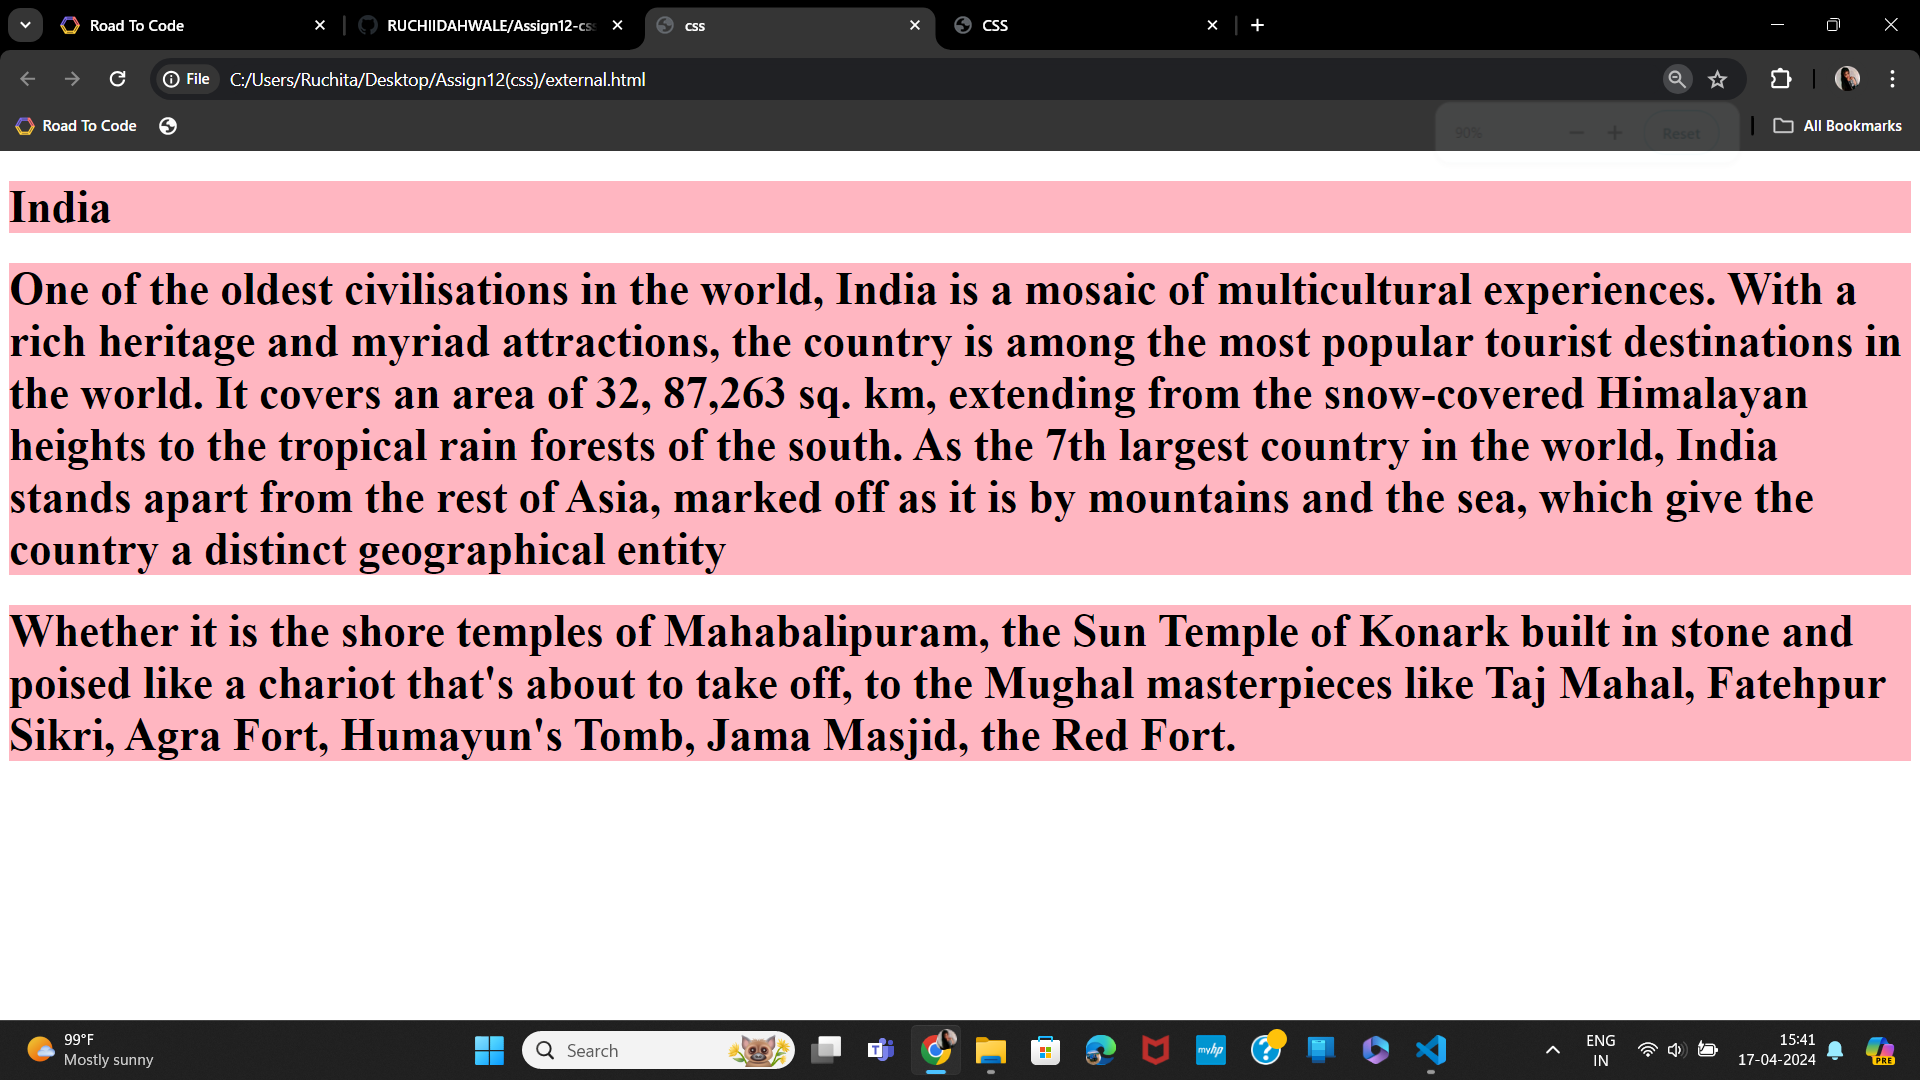 Road To Code
RUCHIIDAHWALE/Assign12-css
css
CSS
File
C:/Users/Ruchita/Desktop/Assign12(css)/external.html
Road To Code
90%
Reset
All Bookmarks
India
One of the oldest civilisations in the world, India is a mosaic of multicultural experiences. With a
rich heritage and myriad attractions, the country is among the most popular tourist destinations in
the world. It covers an area of 32, 87,263 sq. km, extending from the snow-covered Himalayan
heights to the tropical rain forests of the south. As the 7th largest country in the world, India
stands apart from the rest of Asia, marked off as it is by mountains and the sea, which give the
country a distinct geographical entity
Whether it is the shore temples of Mahabalipuram, the Sun Temple of Konark built in stone and
poised like a chariot that's about to take off, to the Mughal masterpieces like Taj Mahal, Fatehpur
Sikri, Agra Fort, Humayun's Tomb, Jama Masjid, the Red Fort.
99°F
Mostly sunny
Search
myhp
ENG
IN
15:41
17-04-2024
PRE